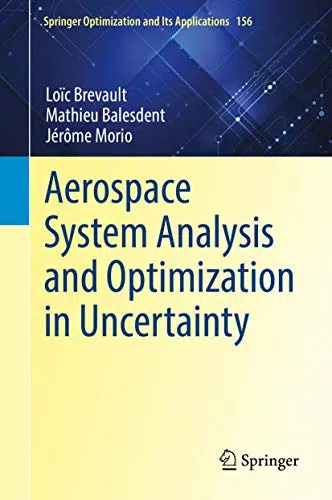 Springer Optimization and Its Applications 156
Loïc Brevault
Mathieu Balesdent
Jérôme Morio
Aerospace
System Analysis
and Optimization
in Uncertainty
Springer